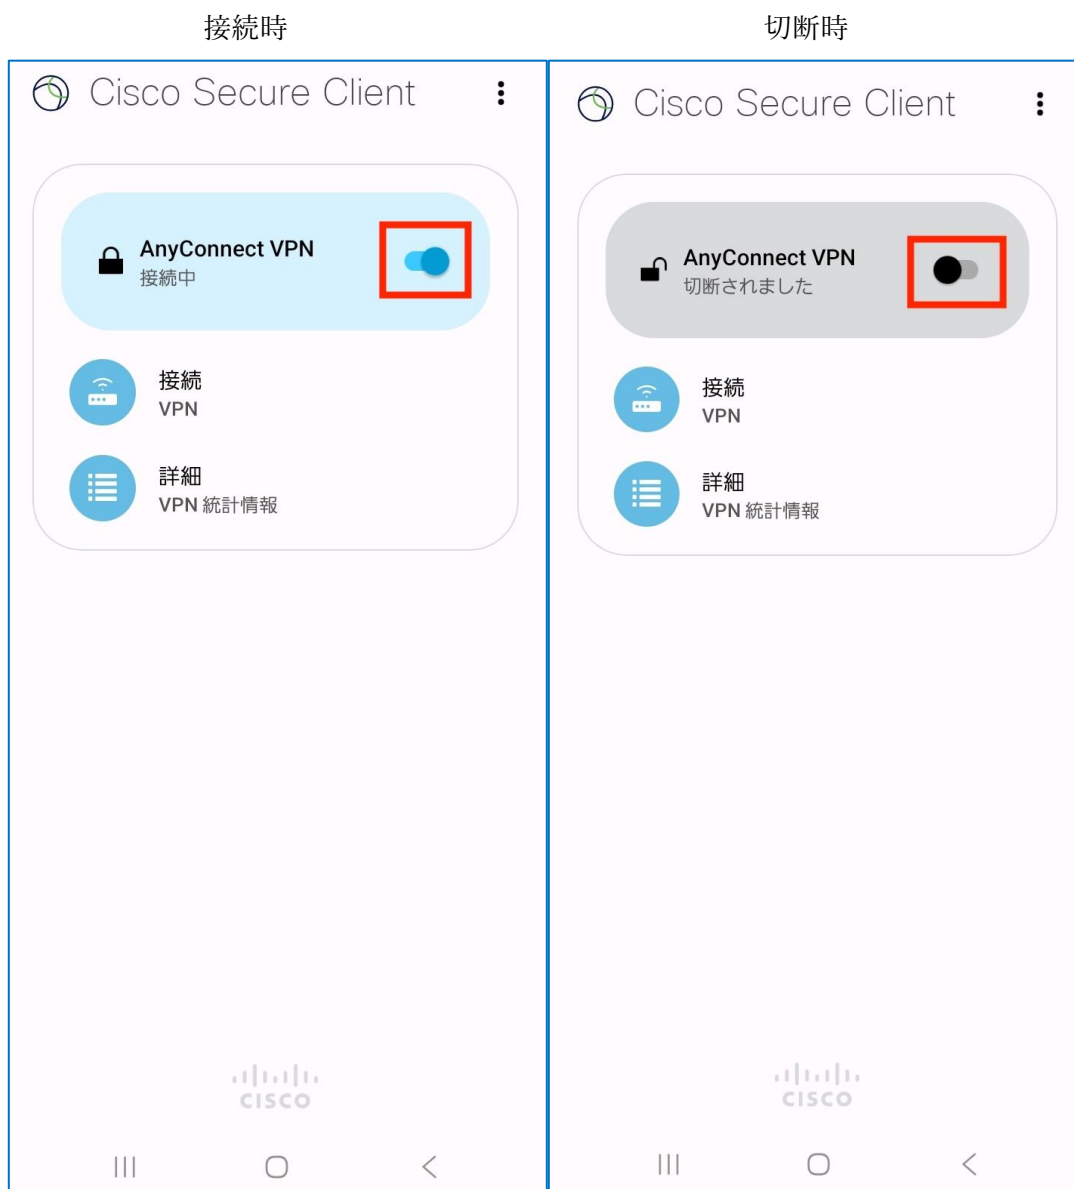 接続時
Cisco Secure Client
AnyConnect VPN
接続中
接続
VPN
詳細
VPN 統計情報
CISCO
切断時
Cisco Secure Client
AnyConnect VPN
切断されました
接続
VPN
詳細
VPN 統計情報
CISCO